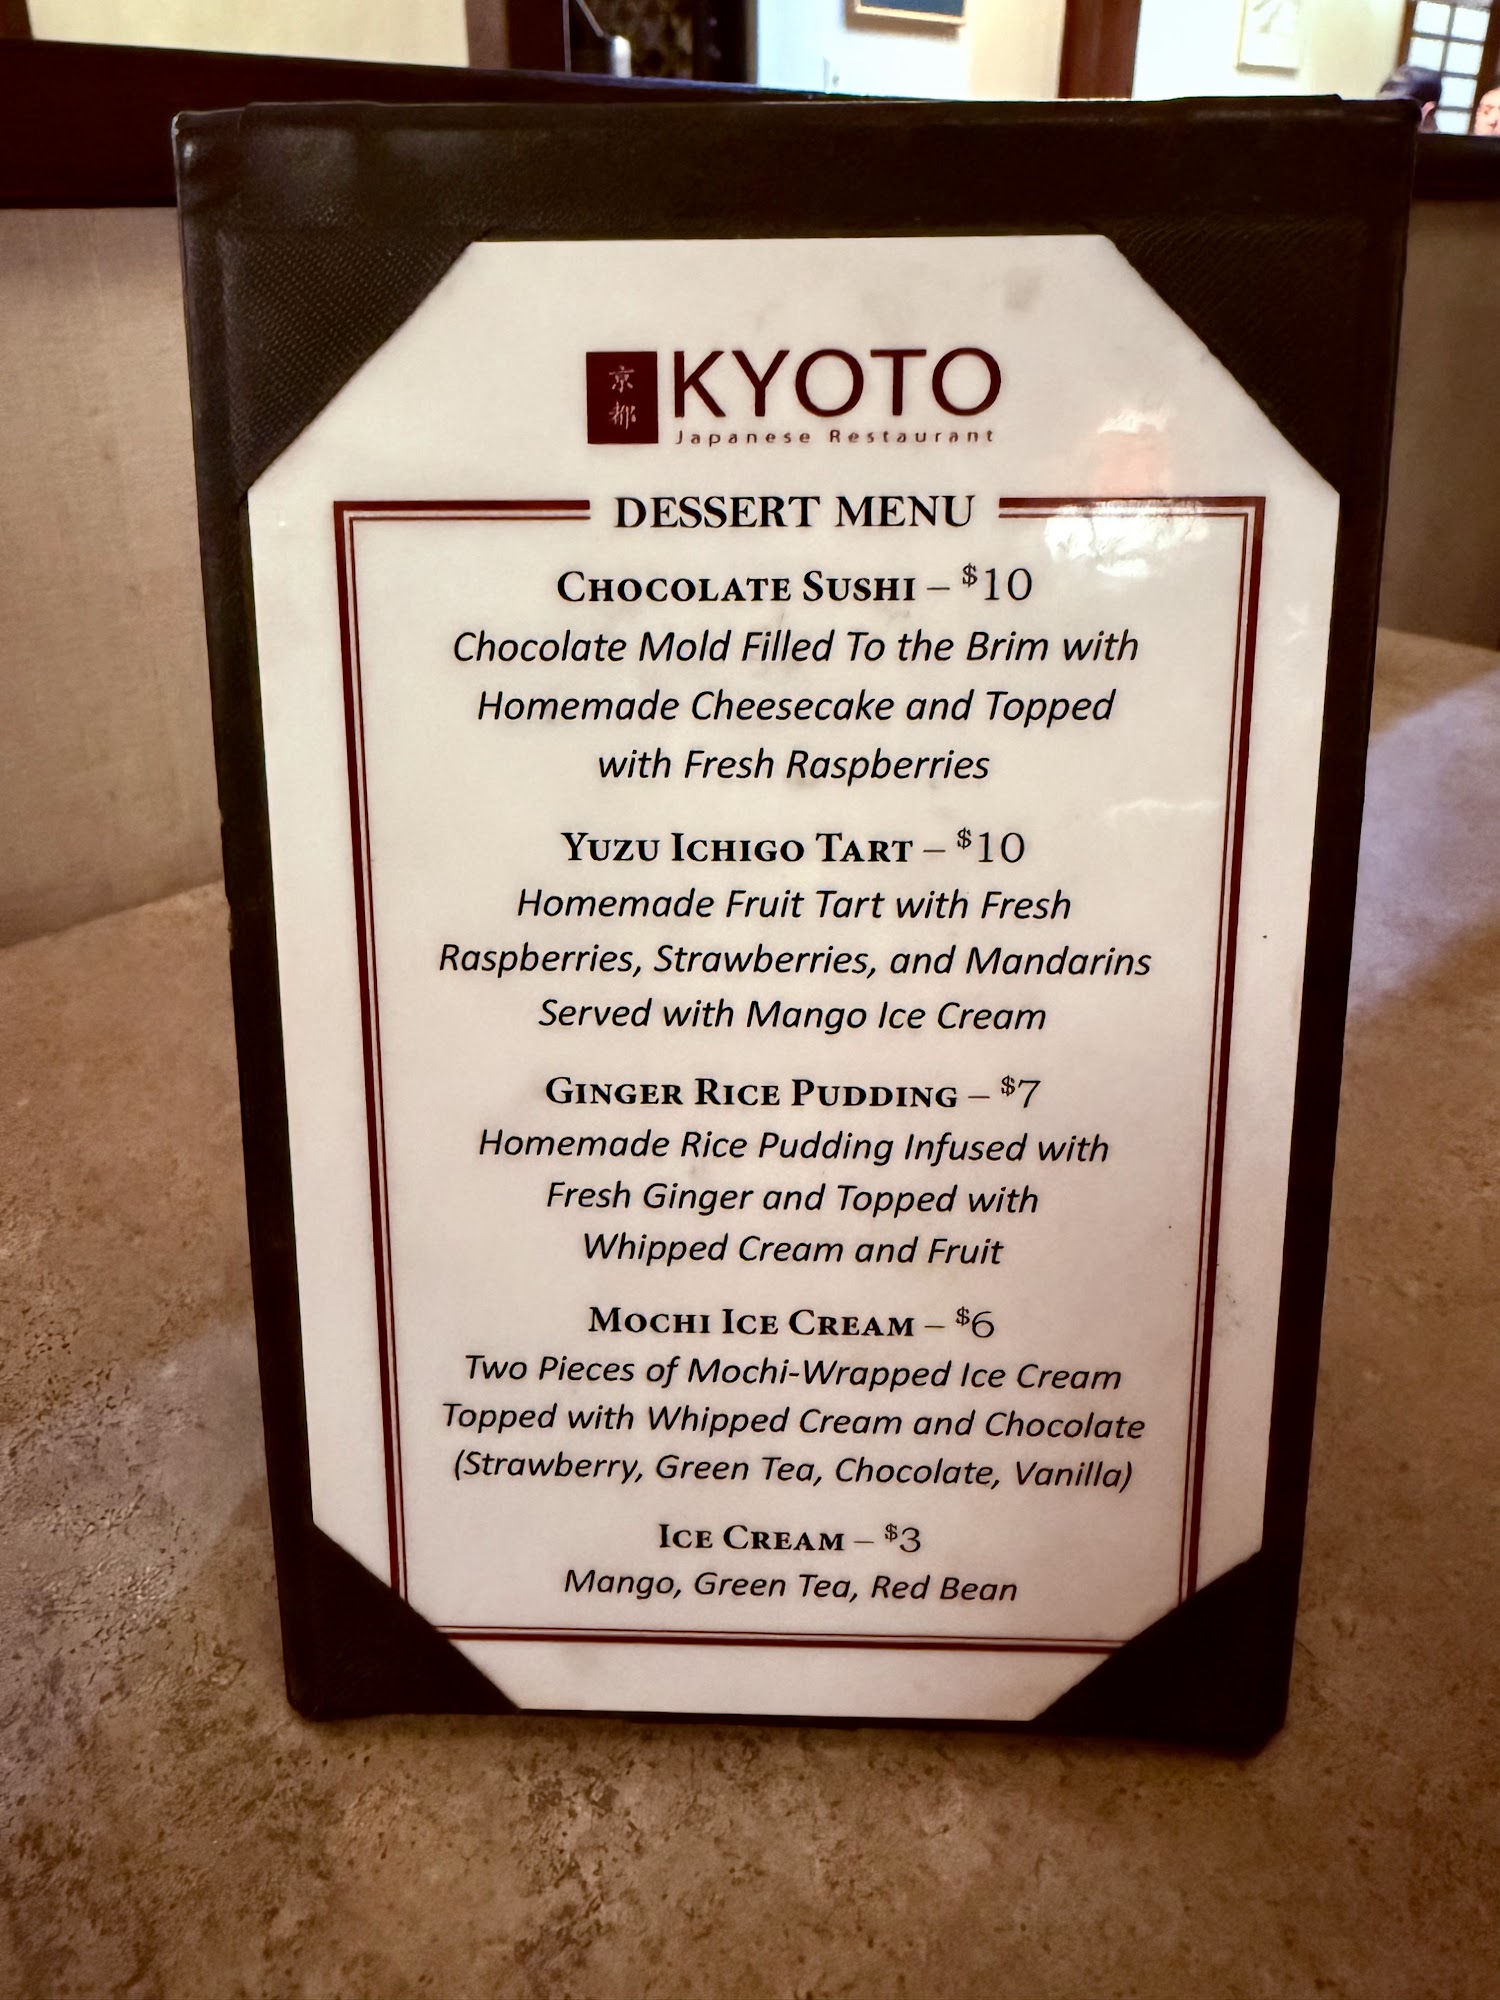 京都
KYOTO
Japanese Restaurant
DESSERT MENU
CHOCOLATE SUSHI – $10
Chocolate Mold Filled To the Brim with
Homemade Cheesecake and Topped
with Fresh Raspberries
YUZU ICHIGO TART – $10
Homemade Fruit Tart with Fresh
Raspberries, Strawberries, and Mandarins
Served with Mango Ice Cream
GINGER RICE PUDDING – $7
Homemade Rice Pudding Infused with
Fresh Ginger and Topped with
Whipped Cream and Fruit
MOCHI ICE CREAM – $6
Two Pieces of Mochi-Wrapped Ice Cream
Topped with Whipped Cream and Chocolate
(Strawberry, Green Tea, Chocolate, Vanilla)
ICE CREAM – $3
Mango, Green Tea, Red Bean